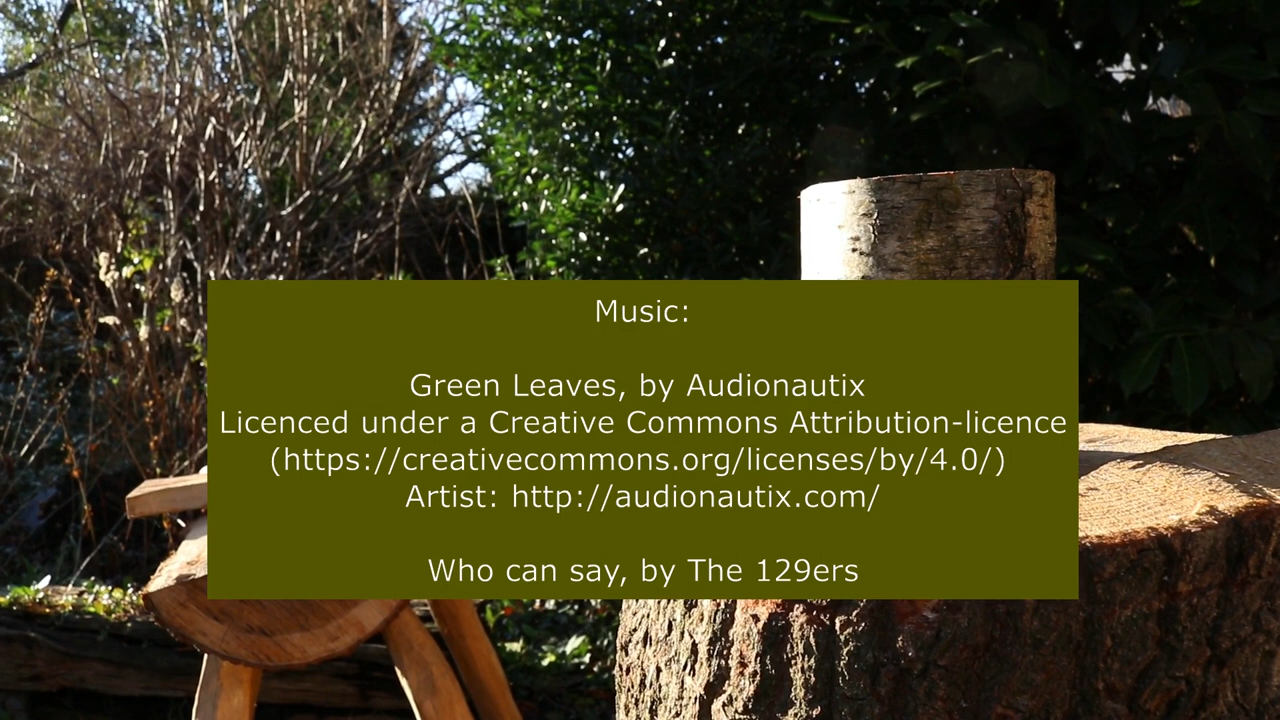 Music:
Green Leaves, by Audionautix
Licenced under a Creative Commons Attribution-licence
(https://creativecommons.org/licenses/by/4.0/)
Artist: http://audionautix.com/
Who can say, by The 129ers